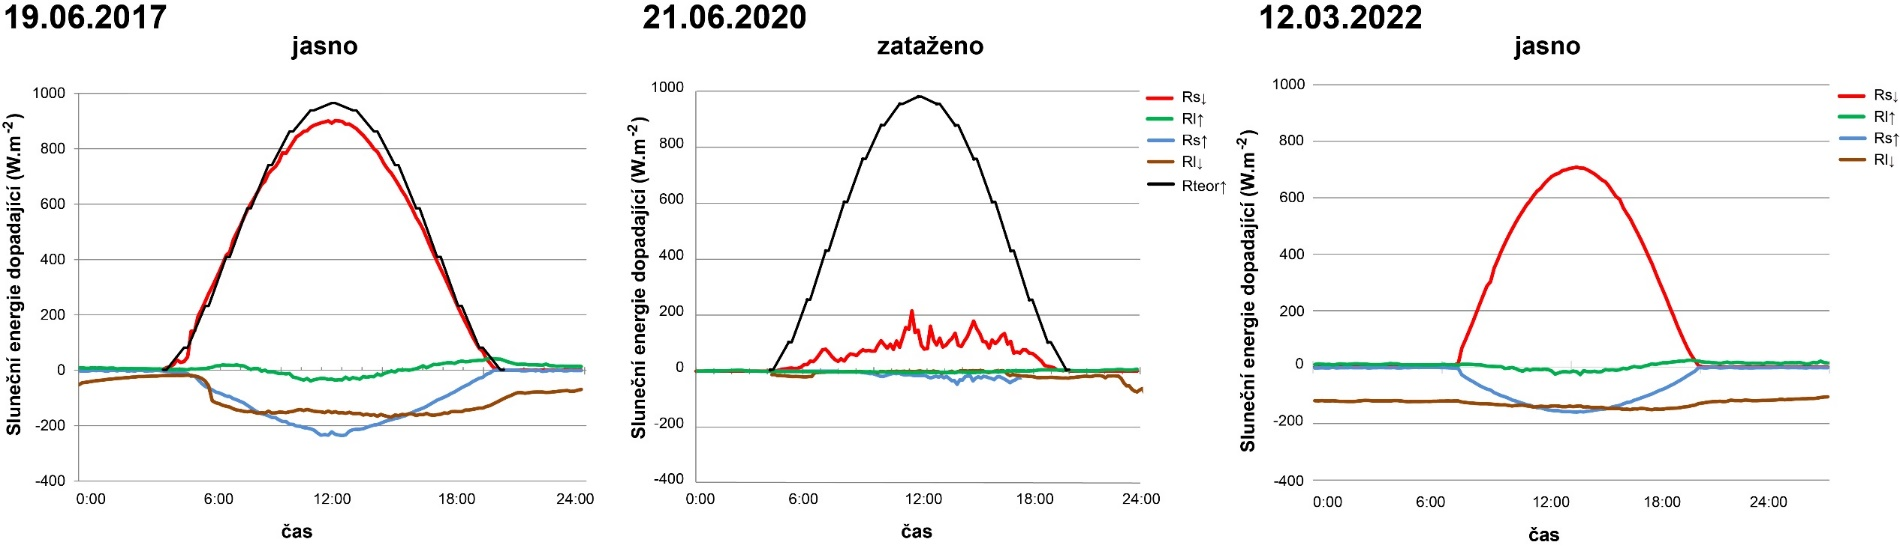 19.06.2017
jasno
Sluneční energie dopadající (W.m-2)
1000
800
600
400
200
0
-200
-400
0:00 6:00 12:00 18:00 24:00
čas
21.06.2020
zataženo
Sluneční energie dopadající (W.m-2)
1000
800
600
400
200
0
-200
-400
0:00 6:00 12:00 18:00 24:00
čas
Rs↓
Rl↑
Rs↑
Rl↓
Rteor↑
12.03.2022
jasno
Sluneční energie dopadající (W.m-2)
1000
800
600
400
200
0
-200
-400
0:00 6:00 12:00 18:00 24:00
čas
Rs↓
Rl↑
Rs↑
Rl↓